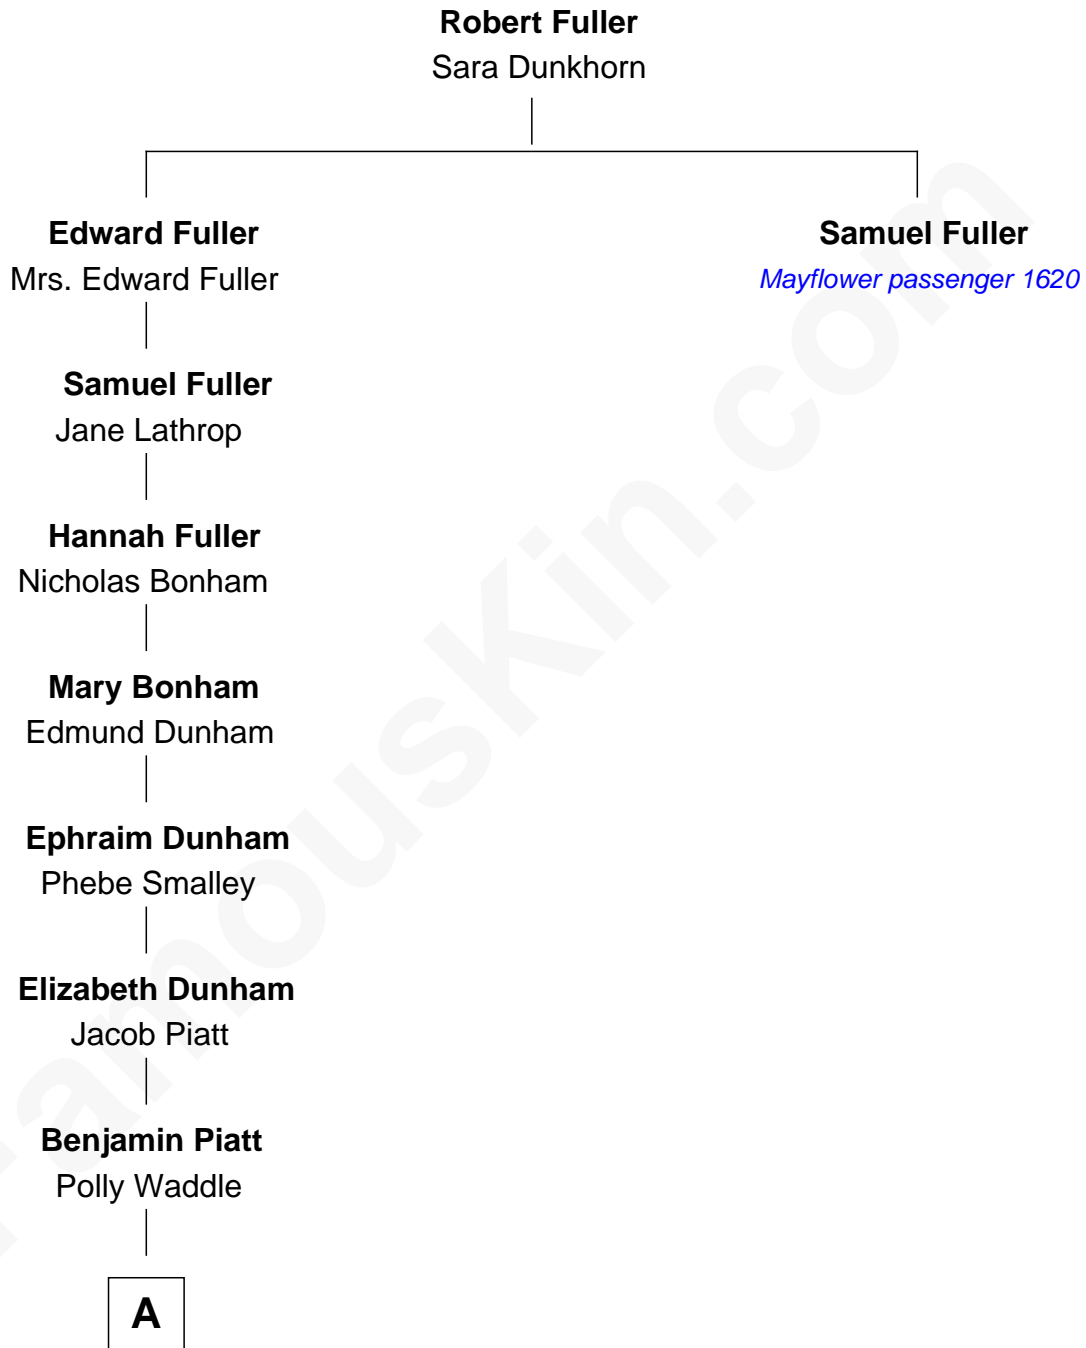 Robert Fuller
Sara Dunkhorn
Edward Fuller
Mrs. Edward Fuller
Samuel Fuller
Mayflower passenger 1620
Samuel Fuller
Jane Lathrop
Hannah Fuller
Nicholas Bonham
Mary Bonham
Edmund Dunham
Ephraim Dunham
Phebe Smalley
Elizabeth Dunham
Jacob Piatt
Benjamin Piatt
Polly Waddle
A
FamousKin.com